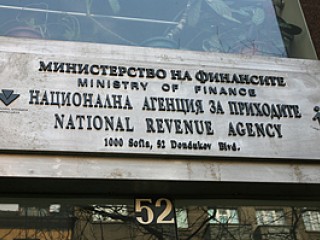 МИНИСТЕРСТВО НА ФИНАНСИТЕ
MINISTRY OF FINANCE
НАЦИОНАЛНА АГЕНЦИЯ ЗА ПРИХОДИТЕ
NATIONAL REVENUE AGENCY
1000 Sofia, 52 Dondukov Blvd.
52